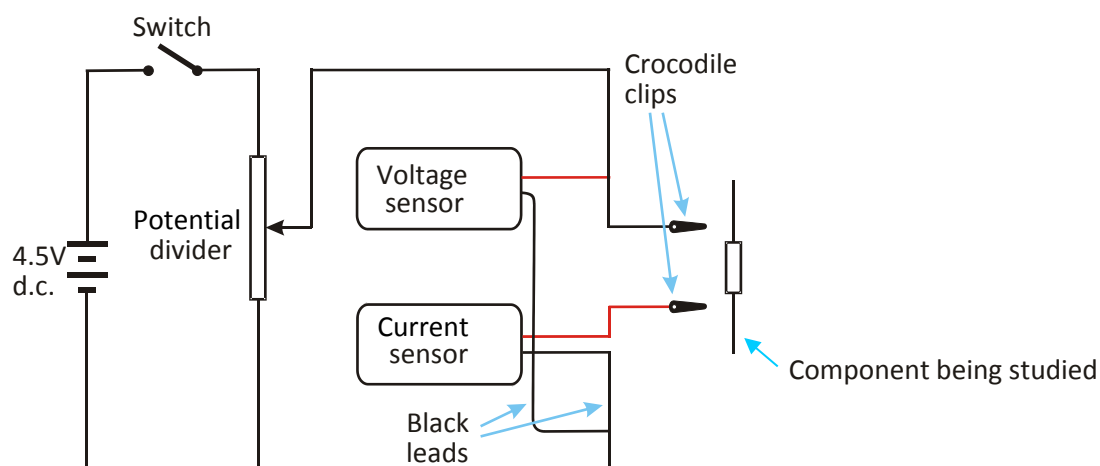 Switch
Crocodile
clips
Voltage
sensor
Potential
divider
4.5V
d.c.
Current
sensor
Component being studied
Black
leads